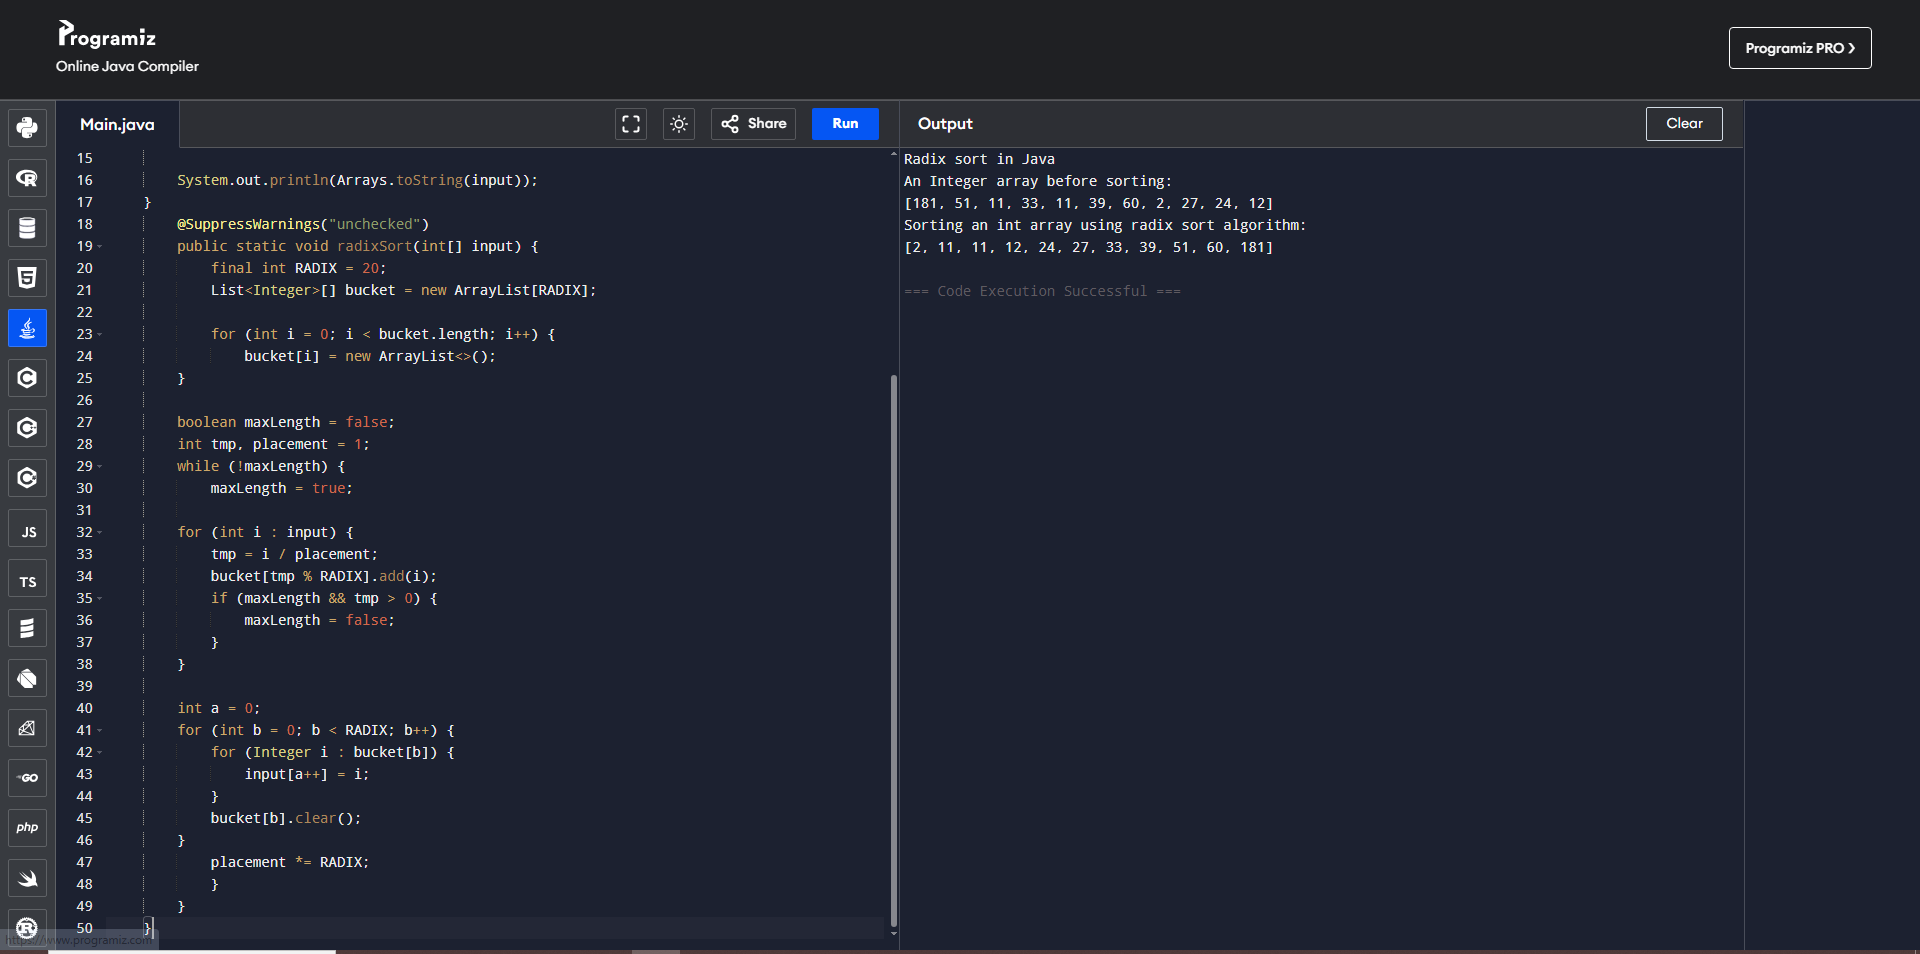 Programiz
Online Java Compiler
Programiz PRO ❯
Main.java
Share
Run
Output
Clear
JS
TS
GO
php
15
16 System.out.println(Arrays.toString(input));
17 }
18 @SuppressWarnings("unchecked")
19 public static void radixSort(int[] input) {
20 final int RADIX = 20;
21 List<Integer>[] bucket = new ArrayList[RADIX];
22
23 for (int i = 0; i < bucket.length; i++) {
24 bucket[i] = new ArrayList<>();
25 }
26
27 boolean maxLength = false;
28 int tmp, placement = 1;
29 while (!maxLength) {
30 maxLength = true;
31
32 for (int i : input) {
33 tmp = i / placement;
34 bucket[tmp % RADIX].add(i);
35 if (maxLength && tmp > 0) {
36 maxLength = false;
37 }
38 }
39
40 int a = 0;
41 for (int b = 0; b < RADIX; b++) {
42 for (Integer i : bucket[b]) {
43 input[a++] = i;
44 }
45 bucket[b].clear();
46 }
47 placement *= RADIX;
48 }
49 }
50 }
https://www.programiz.com
Radix sort in Java
An Integer array before sorting:
[181, 51, 11, 33, 11, 39, 60, 2, 27, 24, 12]
Sorting an int array using radix sort algorithm:
[2, 11, 11, 12, 24, 27, 33, 39, 51, 60, 181]
=== Code Execution Successful ===